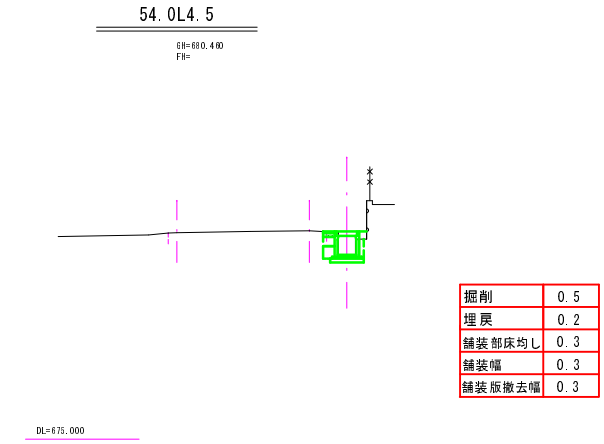 54.0L4.5
GH=680.460
FH=
掘削 0.5
埋戻 0.2
舗装部床均し 0.3
舗装幅 0.3
舗装版撤去幅 0.3
DL=675.000